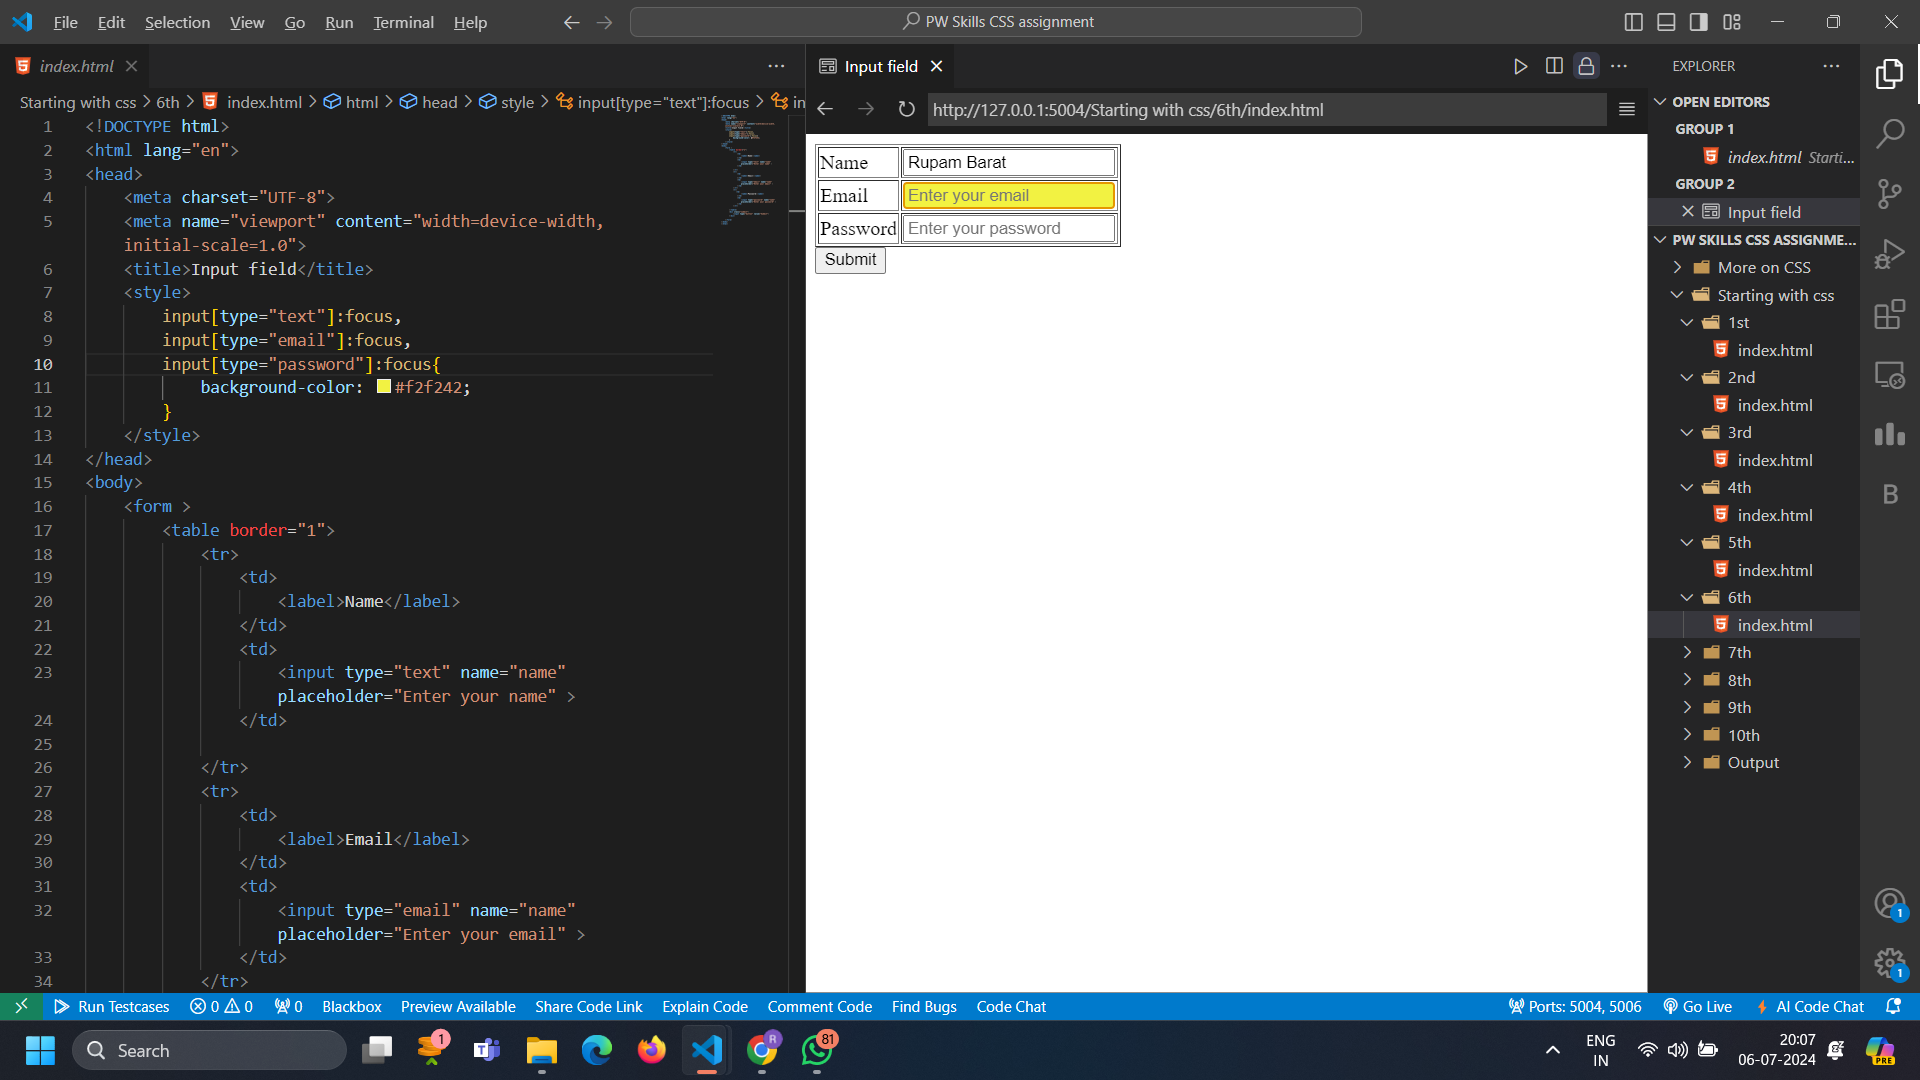 File Edit Selection View Go Run Terminal Help
PW Skills CSS assignment
index.html
Starting with css > 6th > index.html > html > head > style > input[type="text"]:focus > in
1 <!DOCTYPE html>
2 <html lang="en">
3 <head>
4 <meta charset="UTF-8">
5 <meta name="viewport" content="width=device-width,
initial-scale=1.0">
6 <title>Input field</title>
7 <style>
8 input[type="text"]:focus,
9 input[type="email"]:focus,
10 input[type="password"]:focus{
11 background-color: #f2f242;
12 }
13 </style>
14 </head>
15 <body>
16 <form >
17 <table border="1">
18 <tr>
19 <td>
20 <label>Name</label>
21 </td>
22 <td>
23 <input type="text" name="name"
placeholder="Enter your name" >
24 </td>
25
26 </tr>
27 <tr>
28 <td>
29 <label>Email</label>
30 </td>
31 <td>
32 <input type="email" name="name"
placeholder="Enter your email" >
33 </td>
34 </tr>
Input field
http://127.0.0.1:5004/Starting with css/6th/index.html
Name Rupam Barat
Email Enter your email
Password Enter your password
Submit
EXPLORER
OPEN EDITORS
GROUP 1
index.html Starti...
GROUP 2
Input field
PW SKILLS CSS ASSIGNME...
More on CSS
Starting with css
1st
index.html
2nd
index.html
3rd
index.html
4th
index.html
5th
index.html
6th
index.html
7th
8th
9th
10th
Output
B
1
1
Run Testcases 0 0 0 Blackbox Preview Available Share Code Link Explain Code Comment Code Find Bugs Code Chat Ports: 5004, 5006 Go Live AI Code Chat
Search
1
R
81
ENG
IN
20:07
06-07-2024
PRE